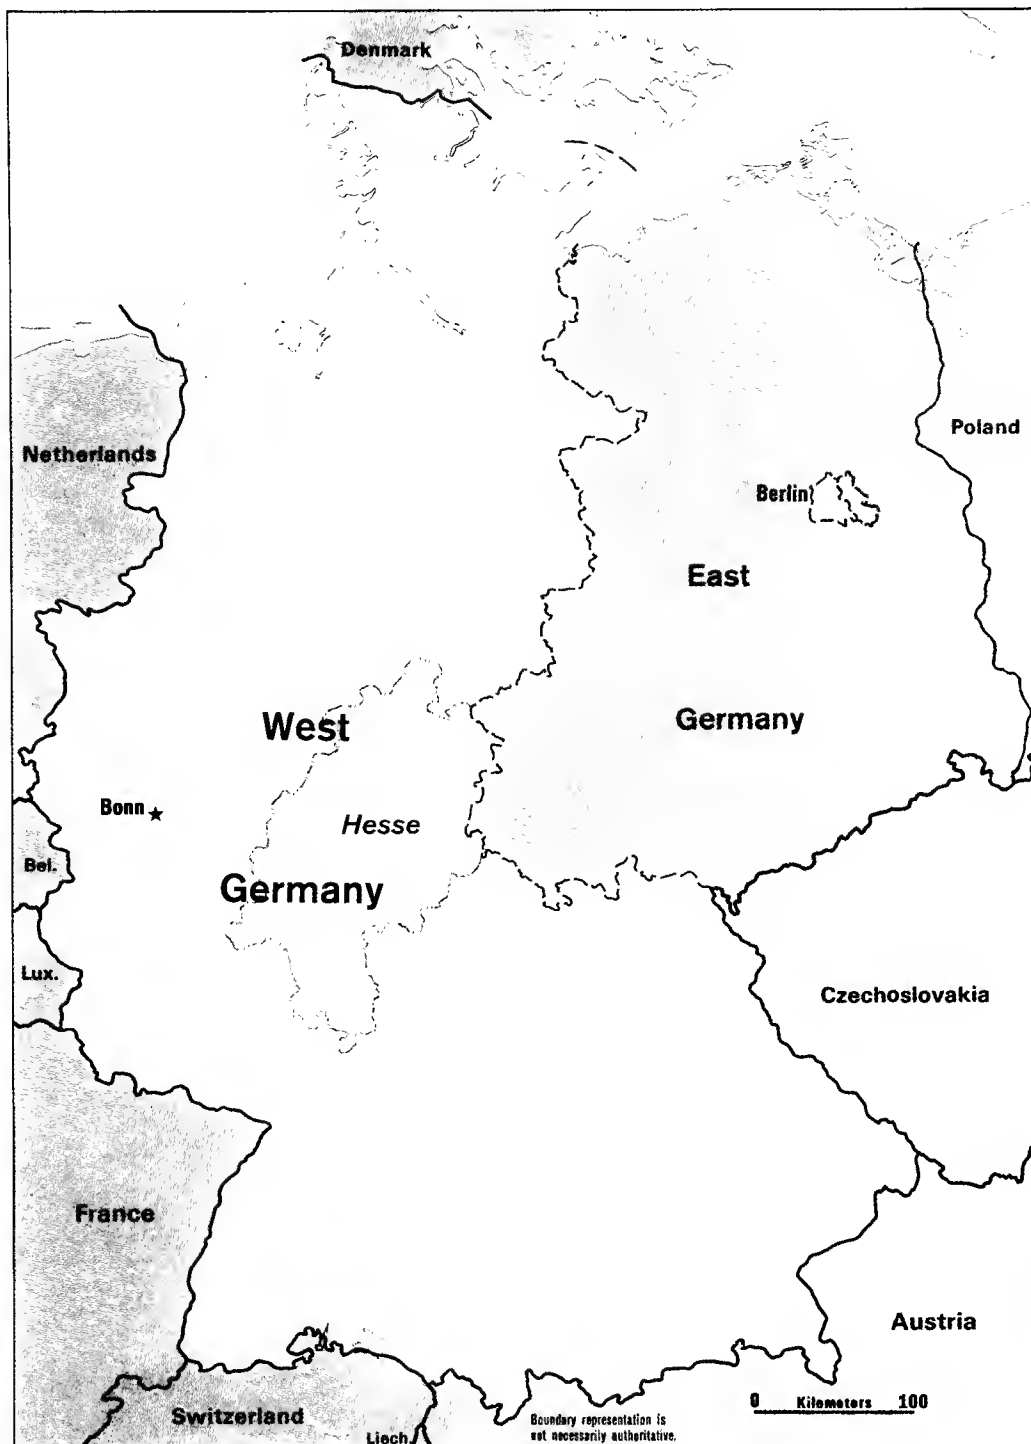 Denmark
Netherlands
Poland
Berlin
East
Germany
West
Bonn
Hesse
Bel.
Germany
Lux.
Czechoslovakia
France
Austria
Switzerland
Liech.
0 Kilometers 100
Boundary representation is
not necessarily authoritative.